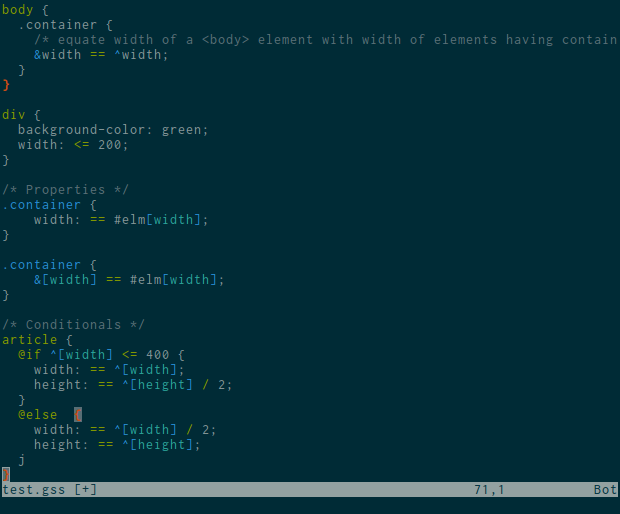 body {
  .container {
    /* equate width of a <body> element with width of elements having contain
    &width == ^width;
  }
}

div {
  background-color: green;
  width: <= 200;
}

/* Properties */
.container {
    width: == #elm[width];
}

.container {
    &[width] == #elm[width];
}

/* Conditionals */
article {
  @if ^[width] <= 400 {
    width: == ^[width];
    height: == ^[height] / 2;
  }
  @else  {
    width: == ^[width] / 2;
    height: == ^[height];
  j
}
test.gss [+] 71,1 Bot